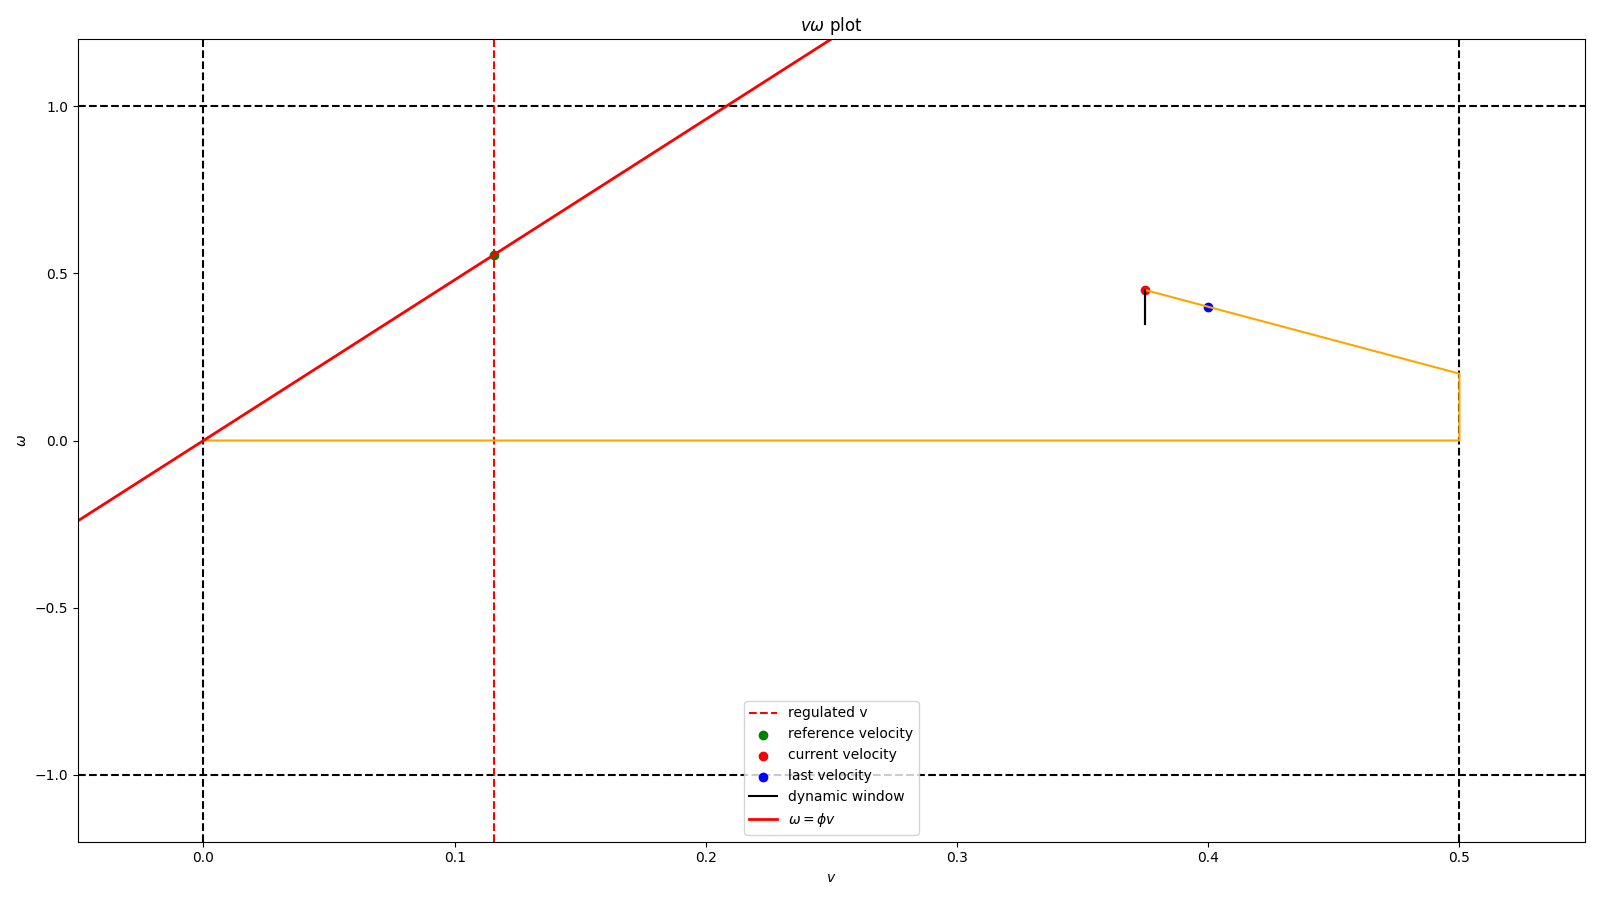 vω plot
1.0
0.5
0.0
−0.5
−1.0
ω
regulated v
reference velocity
current velocity
last velocity
dynamic window
ω = ϕv
0.0 0.1 0.2 0.3 0.4 0.5
v